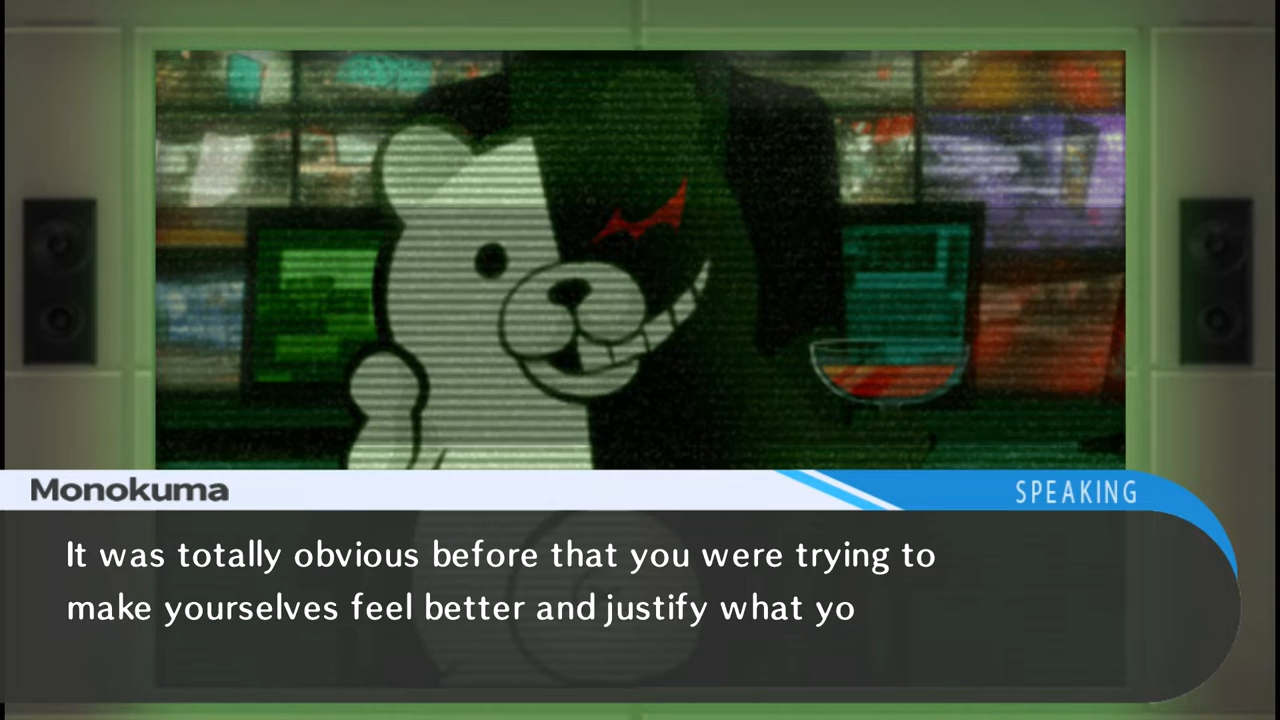 Monokuma
SPEAKING
It was totally obvious before that you were trying to
make yourselves feel better and justify what yo